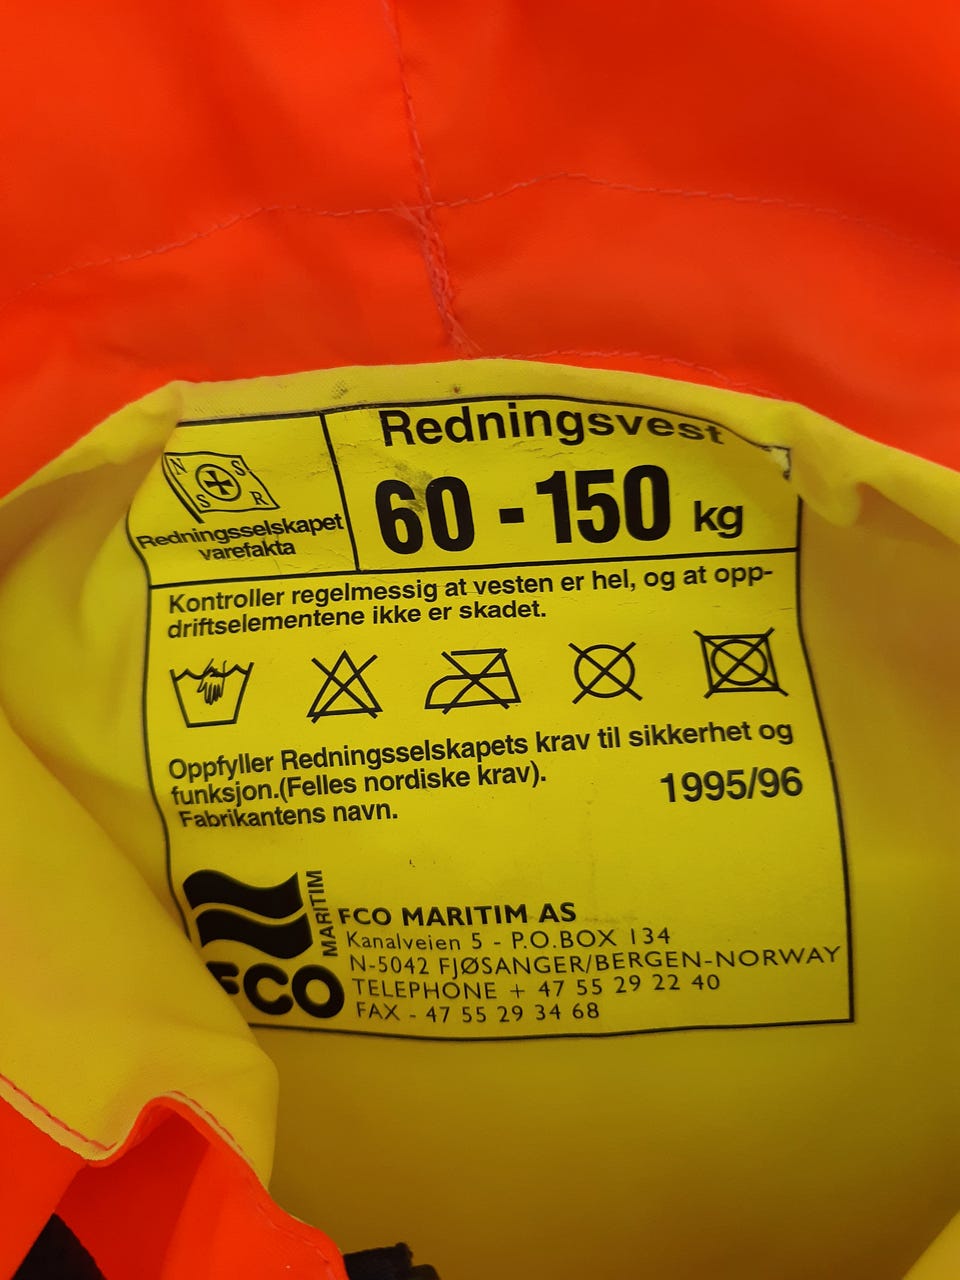 N S
S R
Redningsselskapet
varefakta
Redningsvest
60 - 150 kg
Kontroller regelmessig at vesten er hel, og at opp-
driftselementene ikke er skadet.
Oppfyller Redningsselskapets krav til sikkerhet og
funksjon.(Felles nordiske krav).
1995/96
Fabrikantens navn.
MARITIM
FCO
FCO MARITIM AS
Kanalveien 5 - P.O.BOX 134
N-5042 FJØSANGER/BERGEN-NORWAY
TELEPHONE + 47 55 29 22 40
FAX - 47 55 29 34 68